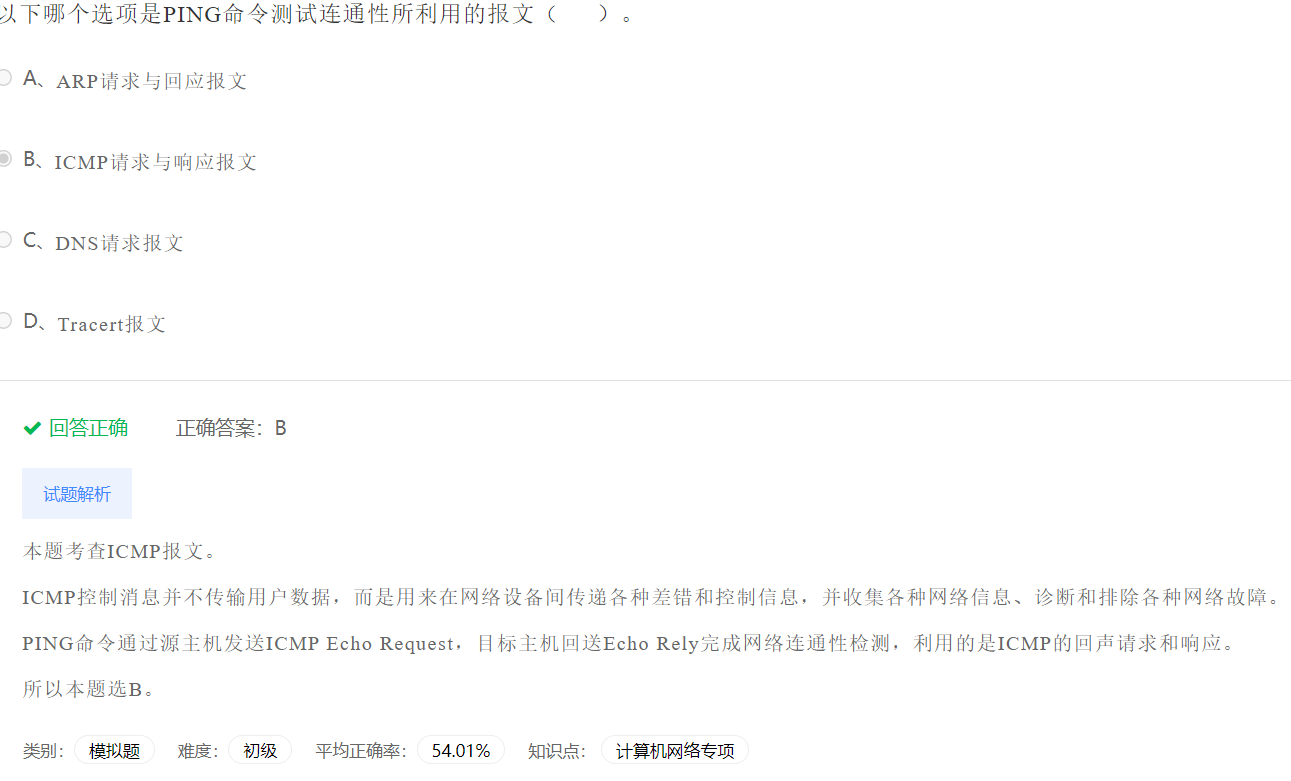 以下哪个选项是PING命令测试连通性所利用的报文（　　）。
A、ARP请求与回应报文
B、ICMP请求与响应报文
C、DNS请求报文
D、Tracert报文
回答正确 正确答案：B
试题解析
本题考查ICMP报文。
ICMP控制消息并不传输用户数据，而是用来在网络设备间传递各种差错和控制信息，并收集各种网络信息、诊断和排除各种网络故障。
PING命令通过源主机发送ICMP Echo Request，目标主机回送Echo Rely完成网络连通性检测，利用的是ICMP的回声请求和响应。
所以本题选B。
类别： 模拟题 难度： 初级 平均正确率： 54.01% 知识点： 计算机网络专项